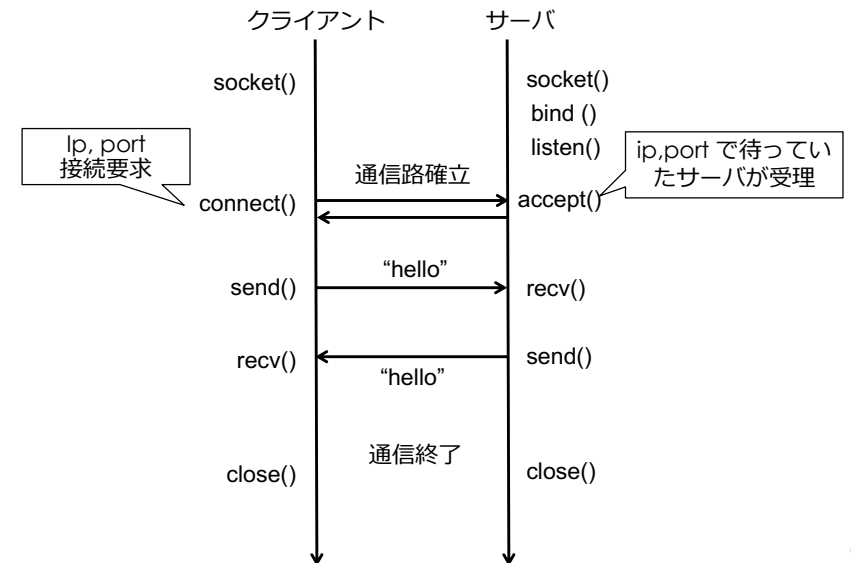 クライアント
サーバ
socket()
socket()
bind ()
listen()
Ip, port
接続要求
通信路確立
ip,port で待ってい
たサーバが受理
connect()
accept()
“hello”
send()
recv()
recv()
send()
“hello”
通信終了
close()
close()